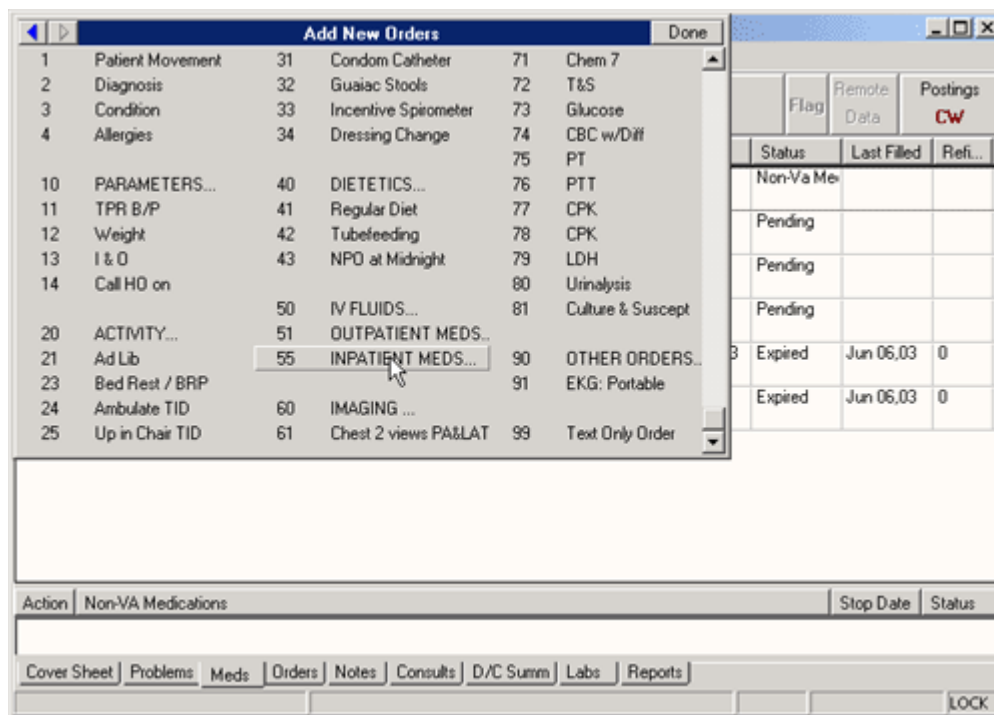 Add New Orders Done
1 Patient Movement 31 Condom Catheter 71 Chem 7
2 Diagnosis 32 Guaiac Stools 72 T&S
3 Condition 33 Incentive Spirometer 73 Glucose
4 Allergies 34 Dressing Change 74 CBC w/Diff
75 PT
10 PARAMETERS... 40 DIETETICS... 76 PTT
11 TPR B/P 41 Regular Diet 77 CPK
12 Weight 42 Tubefeeding 78 CPK
13 I & O 43 NPO at Midnight 79 LDH
14 Call HO on 80 Urinalysis
50 IV FLUIDS... 81 Culture & Suscept
20 ACTIVITY... 51 OUTPATIENT MEDS..
21 Ad Lib 55 INPATIENT MEDS... 90 OTHER ORDERS..
23 Bed Rest / BRP 91 EKG: Portable
24 Ambulate TID 60 IMAGING ...
25 Up in Chair TID 61 Chest 2 views PA&LAT 99 Text Only Order
Flag
Remote Data
Postings
CW
Status Last Filled Refi...
Non-Va Me
Pending
Pending
Pending
3 Expired Jun 06,03 0
Expired Jun 06,03 0
Action Non-VA Medications Stop Date Status
Cover Sheet Problems Meds Orders Notes Consults D/C Summ Labs Reports
LOCK